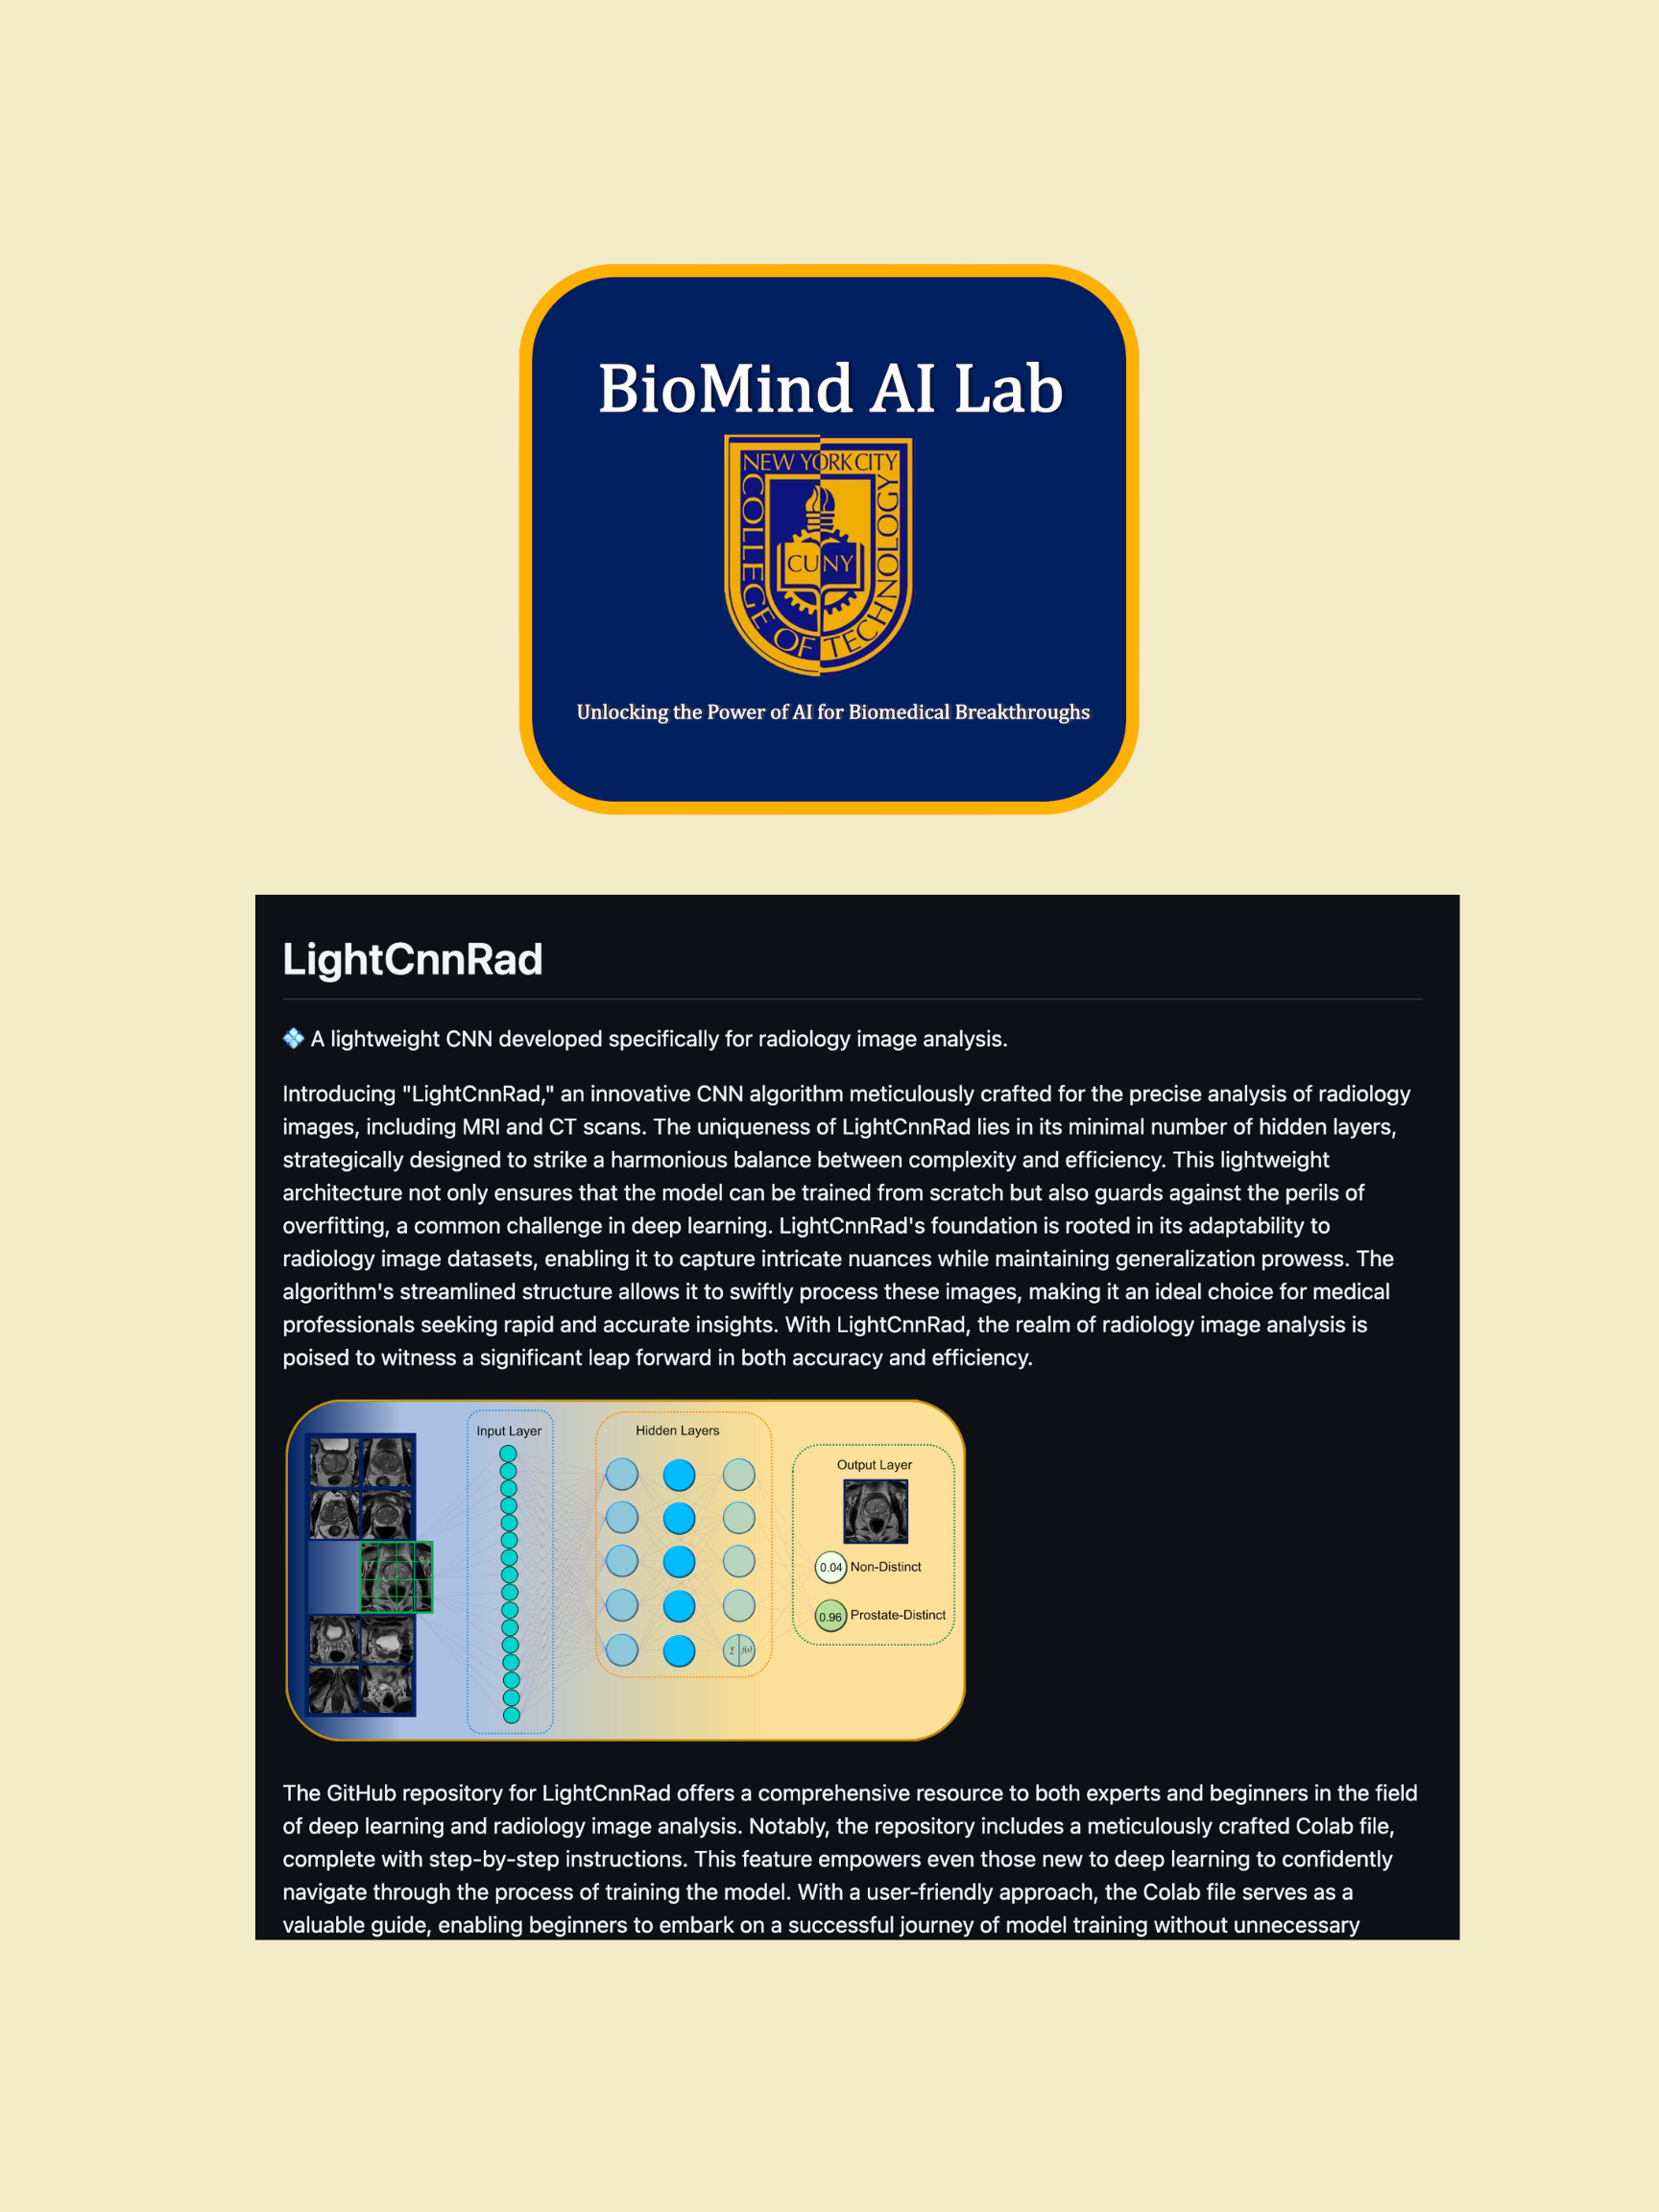 BioMind AI Lab
NEW YORK CITY
COLLEGE OF TECHNOLOGY
CUNY
Unlocking the Power of AI for Biomedical Breakthroughs
LightCnnRad
💠 A lightweight CNN developed specifically for radiology image analysis.
Introducing "LightCnnRad," an innovative CNN algorithm meticulously crafted for the precise analysis of radiology
images, including MRI and CT scans. The uniqueness of LightCnnRad lies in its minimal number of hidden layers,
strategically designed to strike a harmonious balance between complexity and efficiency. This lightweight
architecture not only ensures that the model can be trained from scratch but also guards against the perils of
overfitting, a common challenge in deep learning. LightCnnRad's foundation is rooted in its adaptability to
radiology image datasets, enabling it to capture intricate nuances while maintaining generalization prowess. The
algorithm's streamlined structure allows it to swiftly process these images, making it an ideal choice for medical
professionals seeking rapid and accurate insights. With LightCnnRad, the realm of radiology image analysis is
poised to witness a significant leap forward in both accuracy and efficiency.
Input Layer
Hidden Layers
Output Layer
0.04 Non-Distinct
0.96 Prostate-Distinct
Σ f(x)
The GitHub repository for LightCnnRad offers a comprehensive resource to both experts and beginners in the field
of deep learning and radiology image analysis. Notably, the repository includes a meticulously crafted Colab file,
complete with step-by-step instructions. This feature empowers even those new to deep learning to confidently
navigate through the process of training the model. With a user-friendly approach, the Colab file serves as a
valuable guide, enabling beginners to embark on a successful journey of model training without unnecessary